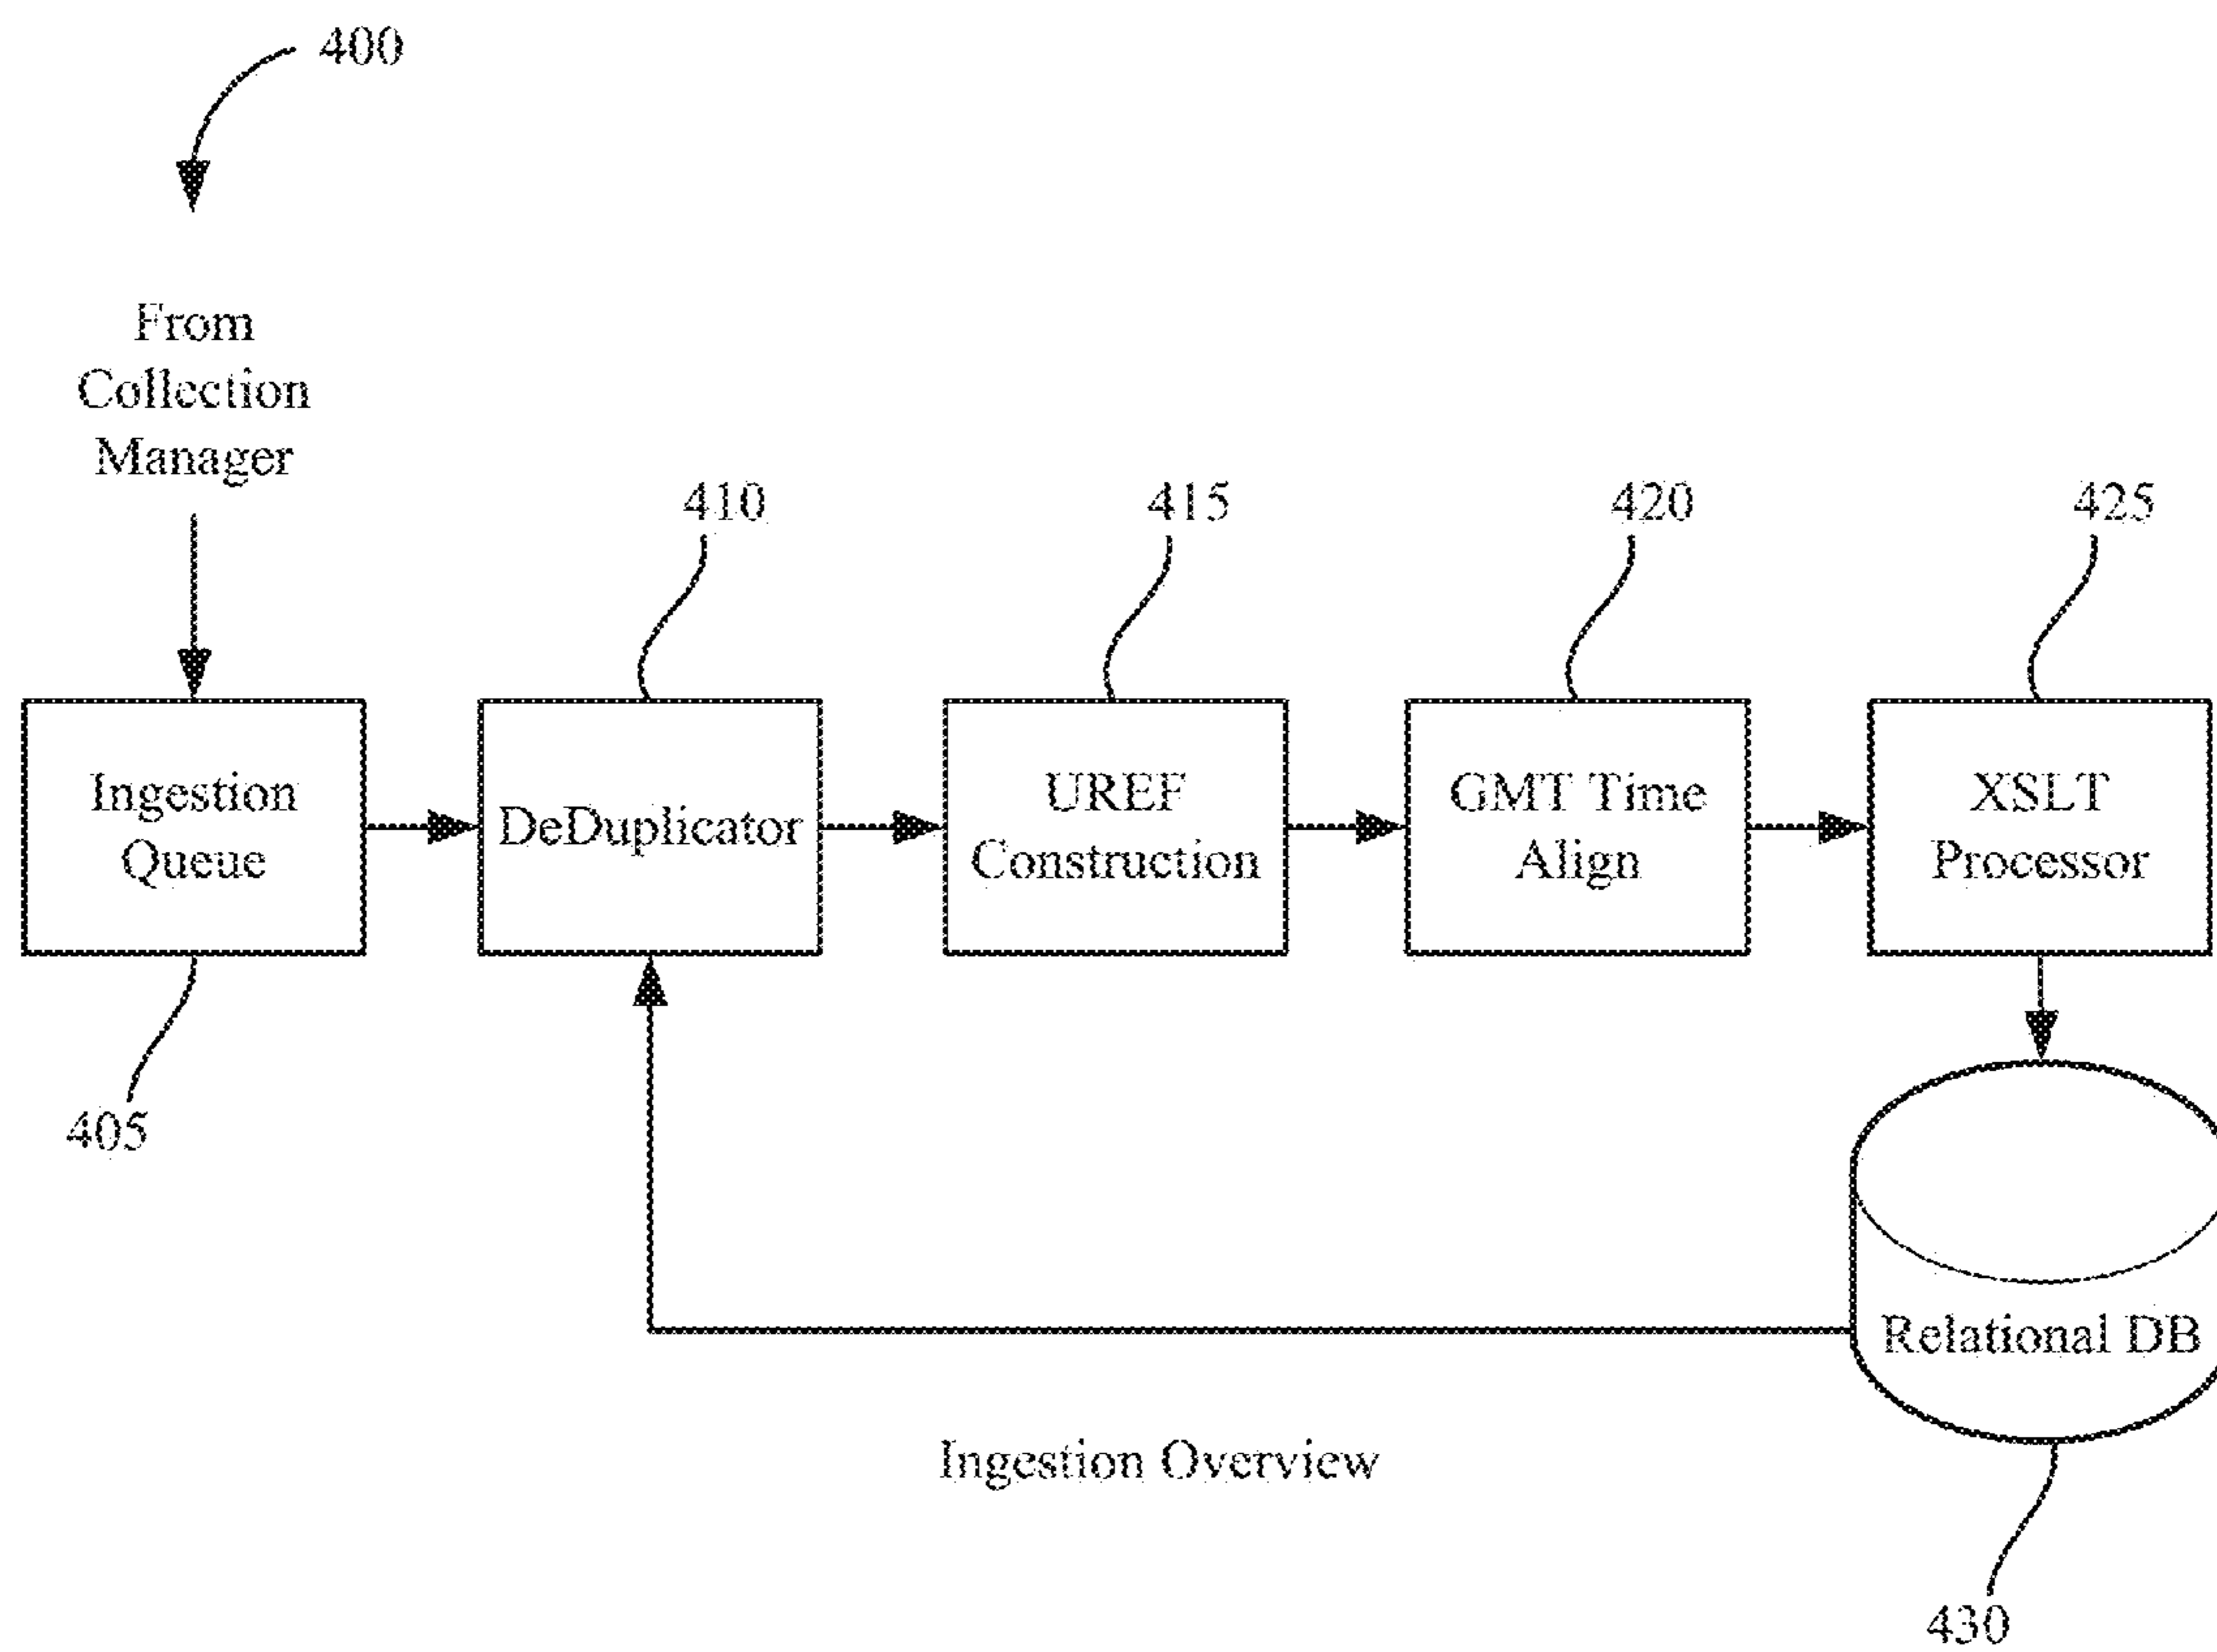 400
From
Collection
Manager
410
415
420
425
Ingestion
Queue
DeDuplicator
UREF
Construction
GMT Time
Align
XSLT
Processor
405
Relational DB
Ingestion Overview
430